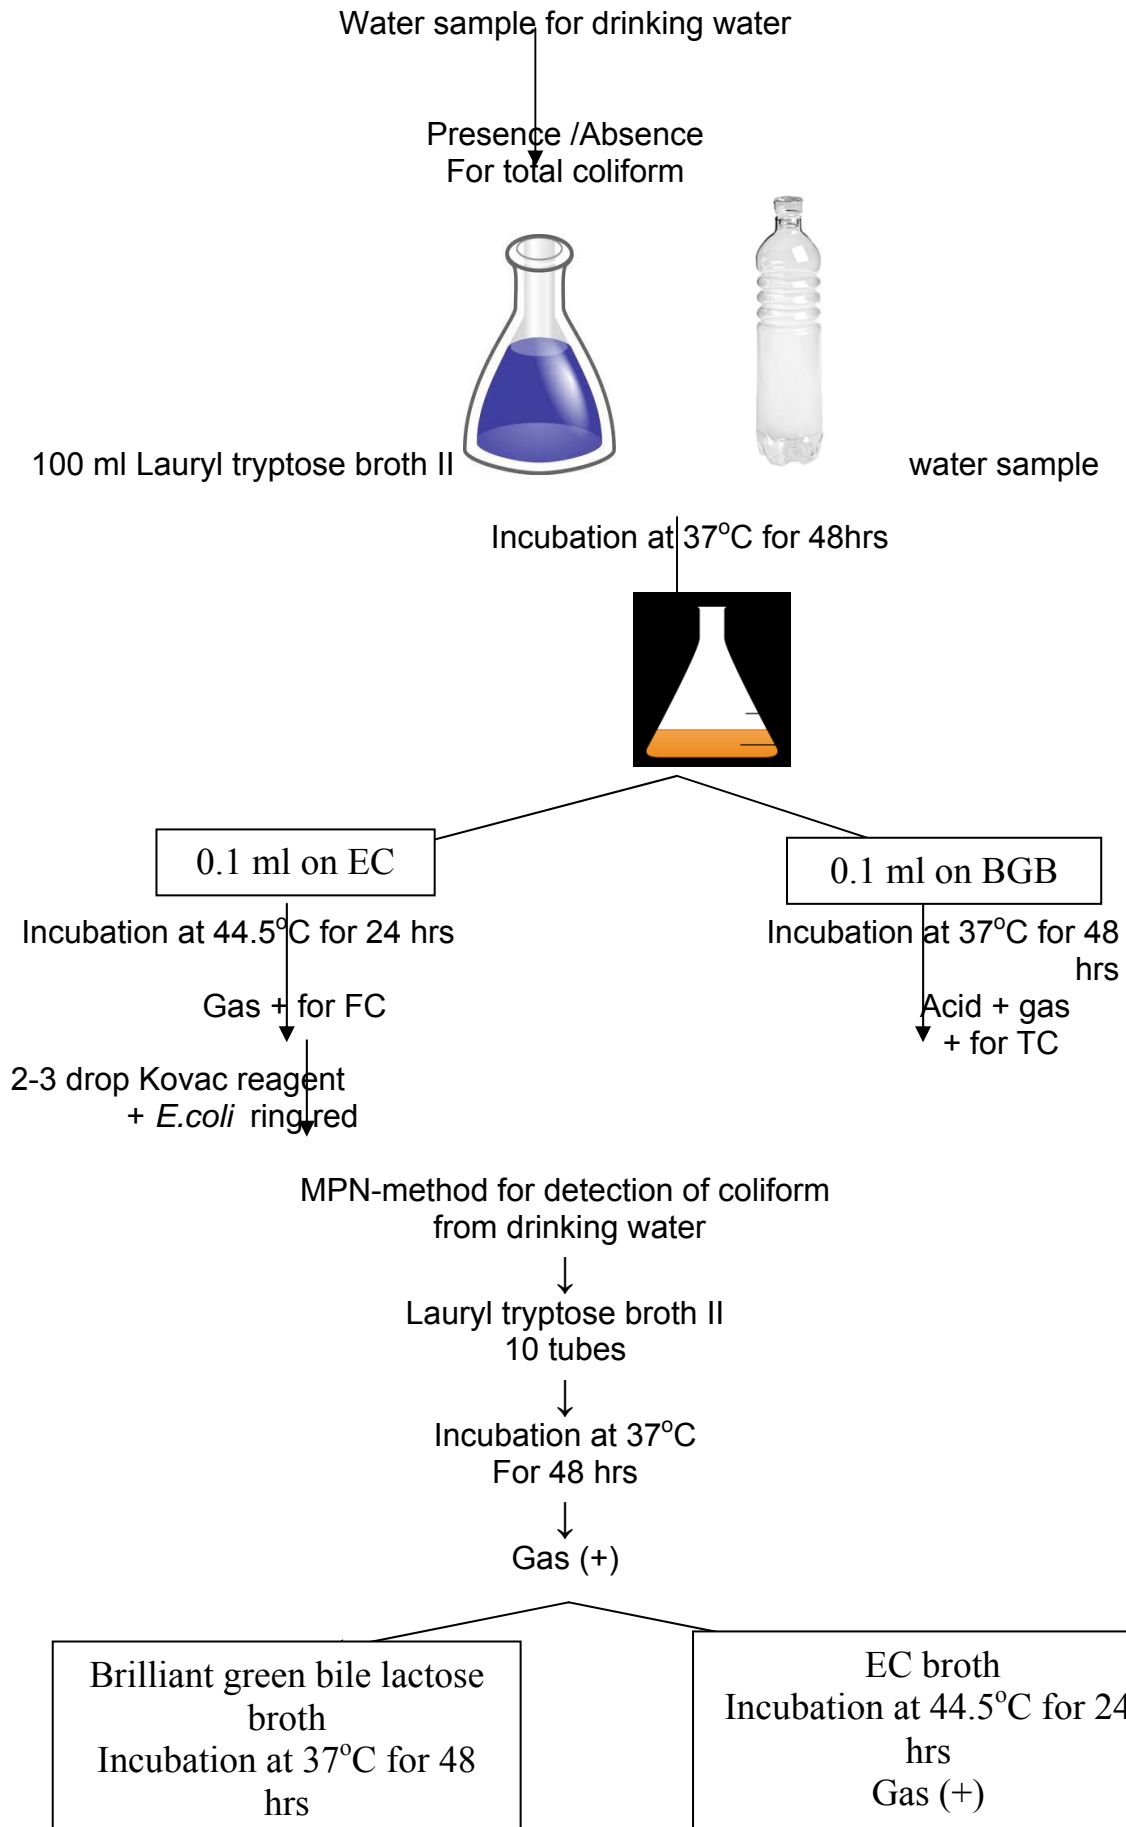 Water sample for drinking water
Presence /Absence
For total coliform
100 ml Lauryl tryptose broth II
water sample
Incubation at 37°C for 48hrs
0.1 ml on EC
0.1 ml on BGB
Incubation at 44.5°C for 24 hrs
Incubation at 37°C for 48
hrs
Gas + for FC
Acid + gas
+ for TC
2-3 drop Kovac reagent
+ E.coli ring red
MPN-method for detection of coliform
from drinking water
↓
Lauryl tryptose broth II
10 tubes
↓
Incubation at 37°C
For 48 hrs
↓
Gas (+)
Brilliant green bile lactose
broth
Incubation at 37°C for 48
hrs
EC broth
Incubation at 44.5°C for 24
hrs
Gas (+)